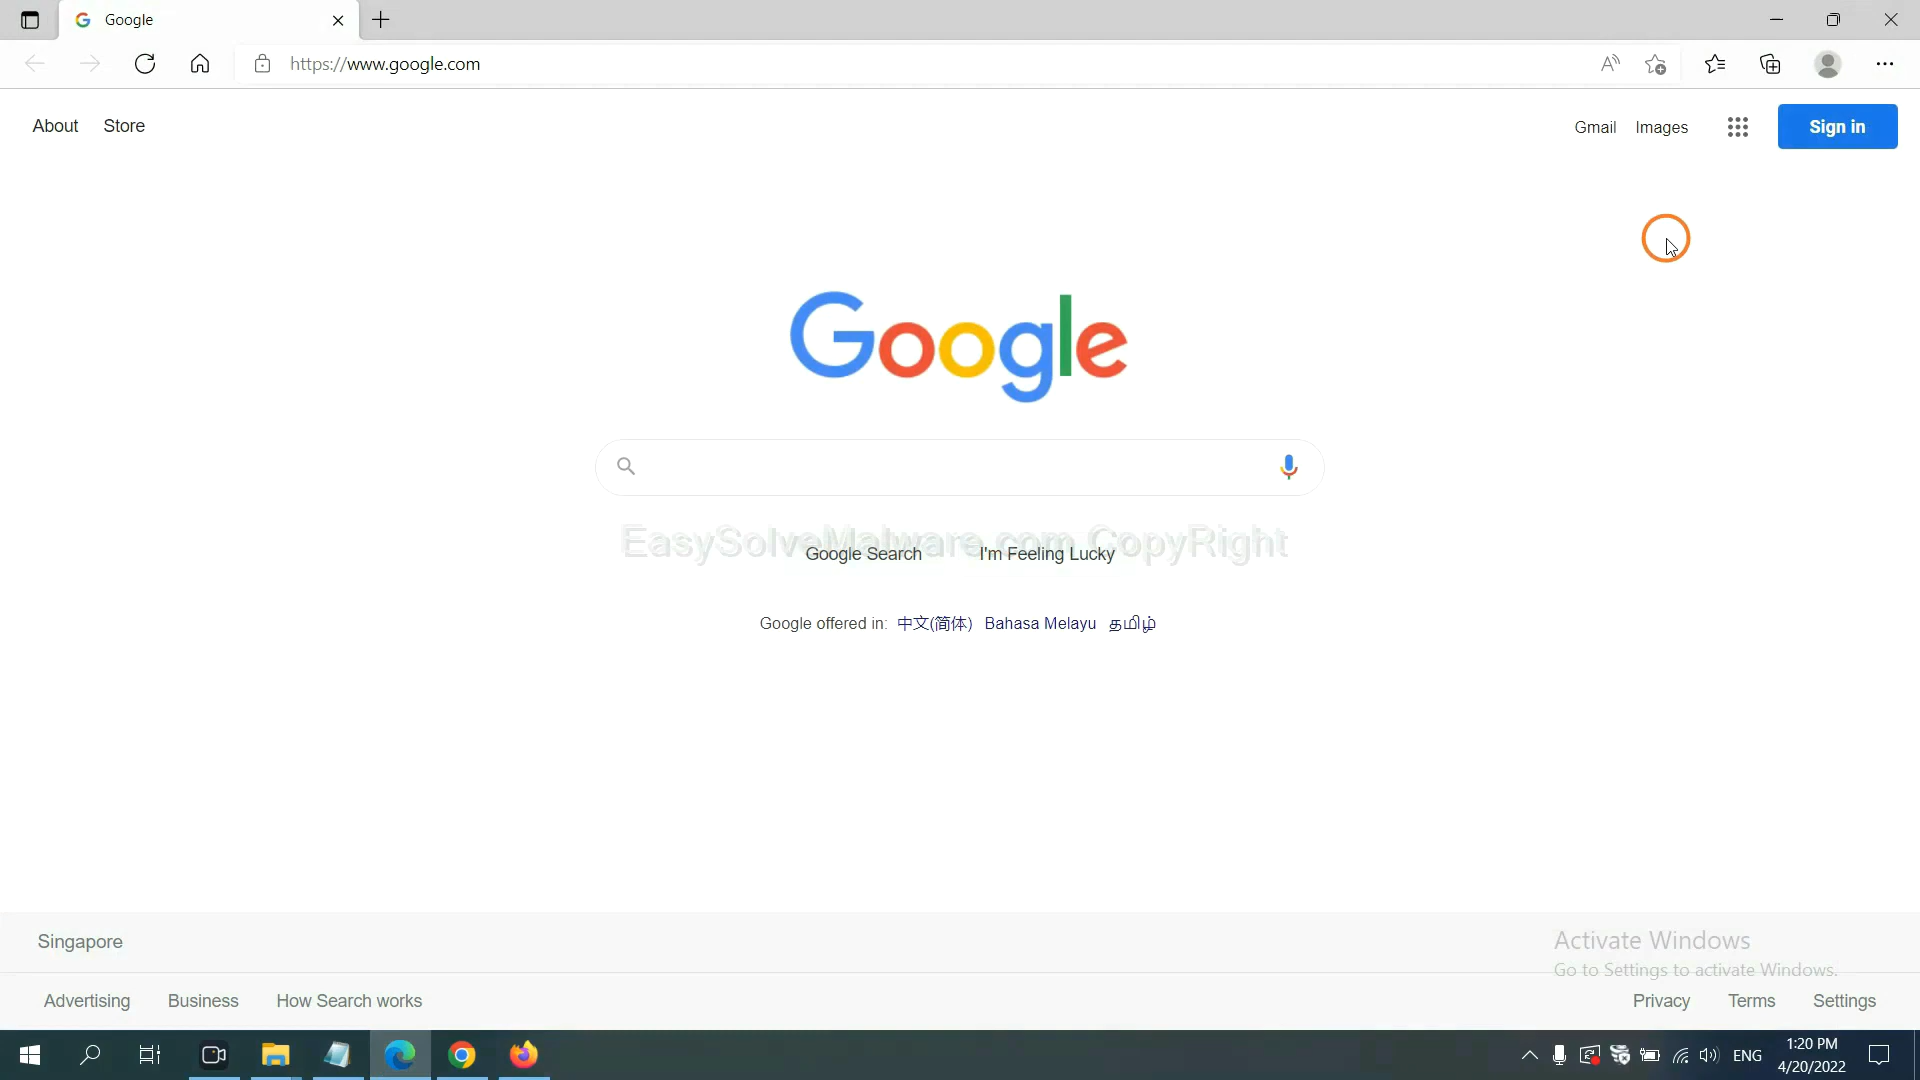 Google
https://www.google.com
About Store
Gmail Images Sign in
Google
EasySolveMalware.com CopyRight
Google Search I'm Feeling Lucky
Google offered in: 中文(简体) Bahasa Melayu தமிழ்
Singapore
Activate Windows
Go to Settings to activate Windows.
Advertising Business How Search works
Privacy Terms Settings
ENG
1:20 PM
4/20/2022